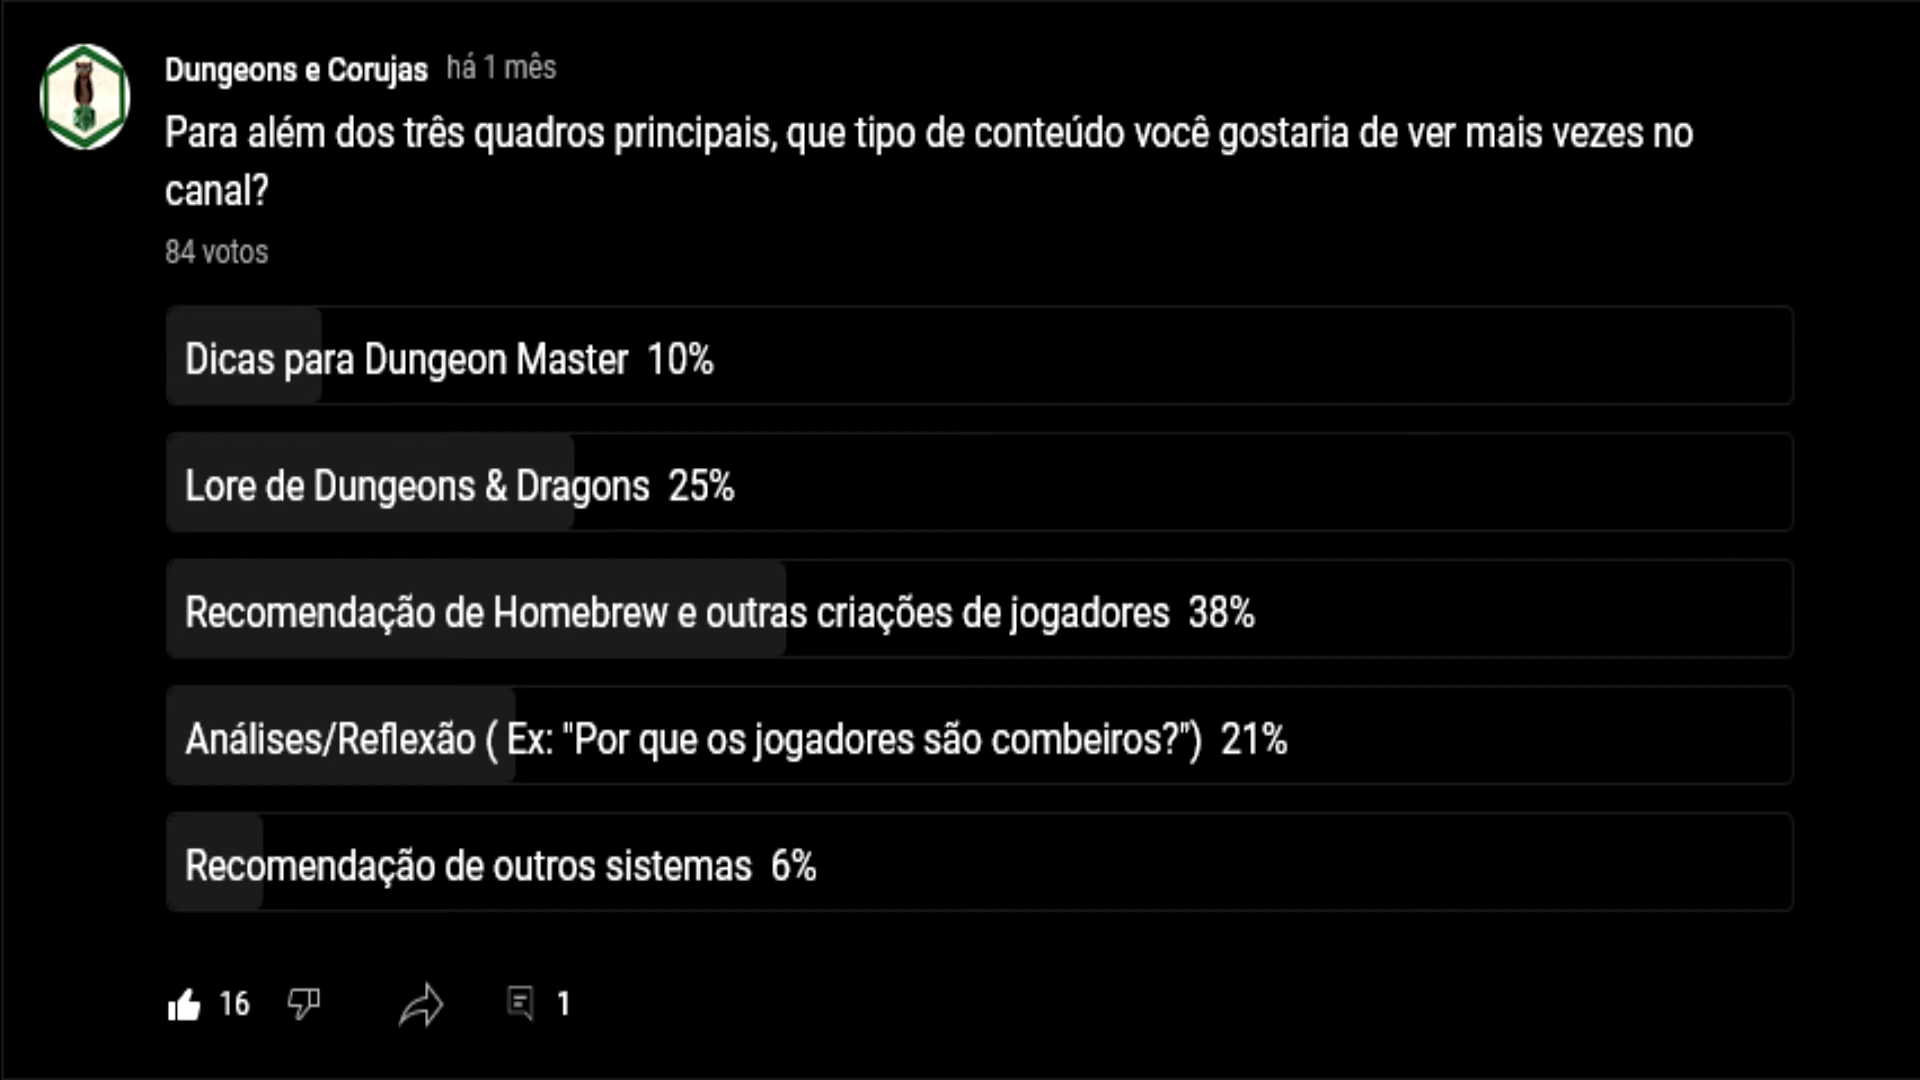 Dungeons e Corujas há 1 mês
Para além dos três quadros principais, que tipo de conteúdo você gostaria de ver mais vezes no
canal?
84 votos
Dicas para Dungeon Master 10%
Lore de Dungeons & Dragons 25%
Recomendação de Homebrew e outras criações de jogadores 38%
Análises/Reflexão ( Ex: "Por que os jogadores são combeiros?") 21%
Recomendação de outros sistemas 6%
16 1